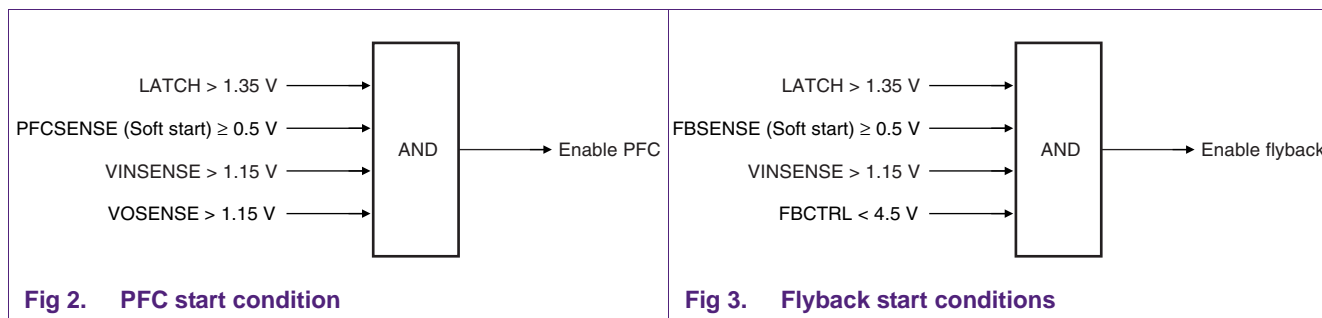 LATCH > 1.35 V
PFCSENSE (Soft start) ≥ 0.5 V
VINSENSE > 1.15 V
VOSENSE > 1.15 V
AND
Enable PFC
Fig 2. PFC start condition
LATCH > 1.35 V
FBSENSE (Soft start) ≥ 0.5 V
VINSENSE > 1.15 V
FBCTRL < 4.5 V
AND
Enable flyback
Fig 3. Flyback start conditions